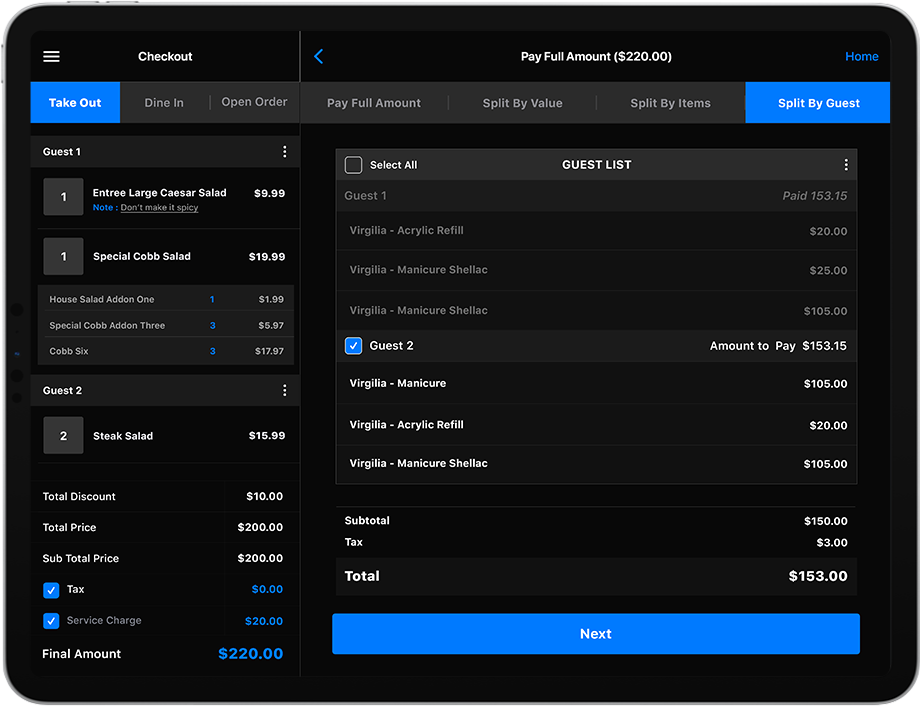 Checkout
Pay Full Amount ($220.00)
Home
Take Out
Dine In
Open Order
Pay Full Amount
Split By Value
Split By Items
Split By Guest
Guest 1
1
Entree Large Caesar Salad
$9.99
Note : Don't make it spicy
1
Special Cobb Salad
$19.99
House Salad Addon One 1 $1.99
Special Cobb Addon Three 3 $5.97
Cobb Six 3 $17.97
Guest 2
2
Steak Salad
$15.99
Total Discount $10.00
Total Price $200.00
Sub Total Price $200.00
Tax $0.00
Service Charge $20.00
Final Amount $220.00
Select All
GUEST LIST
Guest 1 Paid 153.15
Virgilia - Acrylic Refill $20.00
Virgilia - Manicure Shellac $25.00
Virgilia - Manicure Shellac $105.00
Guest 2 Amount to Pay $153.15
Virgilia - Manicure $105.00
Virgilia - Acrylic Refill $20.00
Virgilia - Manicure Shellac $105.00
Subtotal $150.00
Tax $3.00
Total $153.00
Next